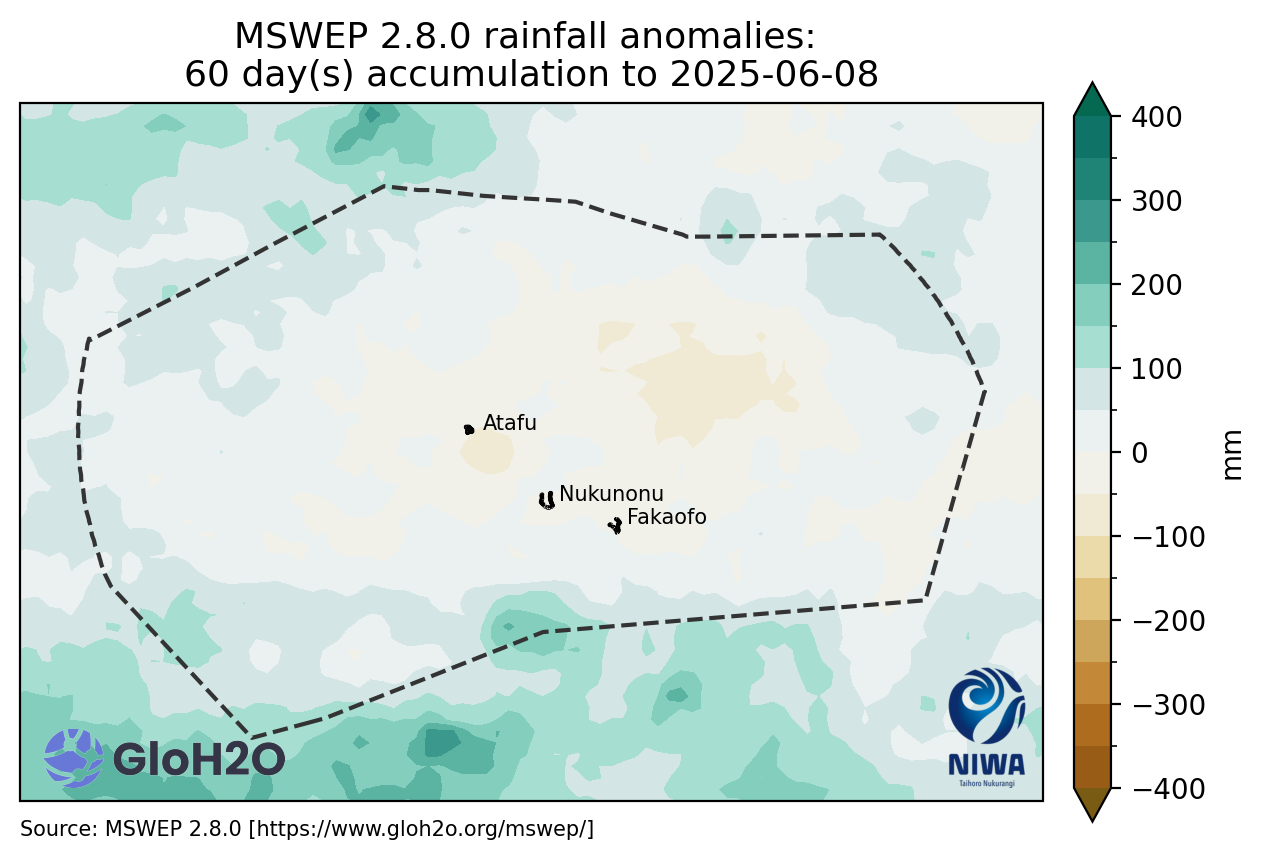 MSWEP 2.8.0 rainfall anomalies:
60 day(s) accumulation to 2025-06-08
400
300
200
100
0
−100
−200
−300
−400
mm
Atafu
Nukunonu
Fakaofo
GloH2O
NIWA
Taihoro Nukurangi
Source: MSWEP 2.8.0 [https://www.gloh2o.org/mswep/]